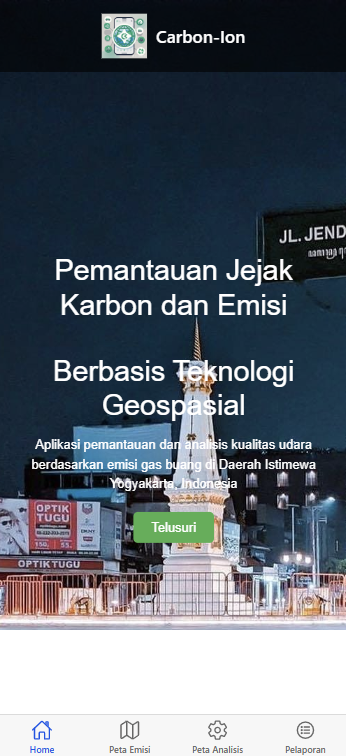 Carbon-Ion
JL. JEND
Pemantauan Jejak
Karbon dan Emisi
Berbasis Teknologi
Geospasial
Aplikasi pemantauan dan analisis kualitas udara
berdasarkan emisi gas buang di Daerah Istimewa
Yogyakarta, Indonesia
Telusuri
OPTIK
TUGU
OPTIK TUGU
Home
Peta Emisi
Peta Analisis
Pelaporan